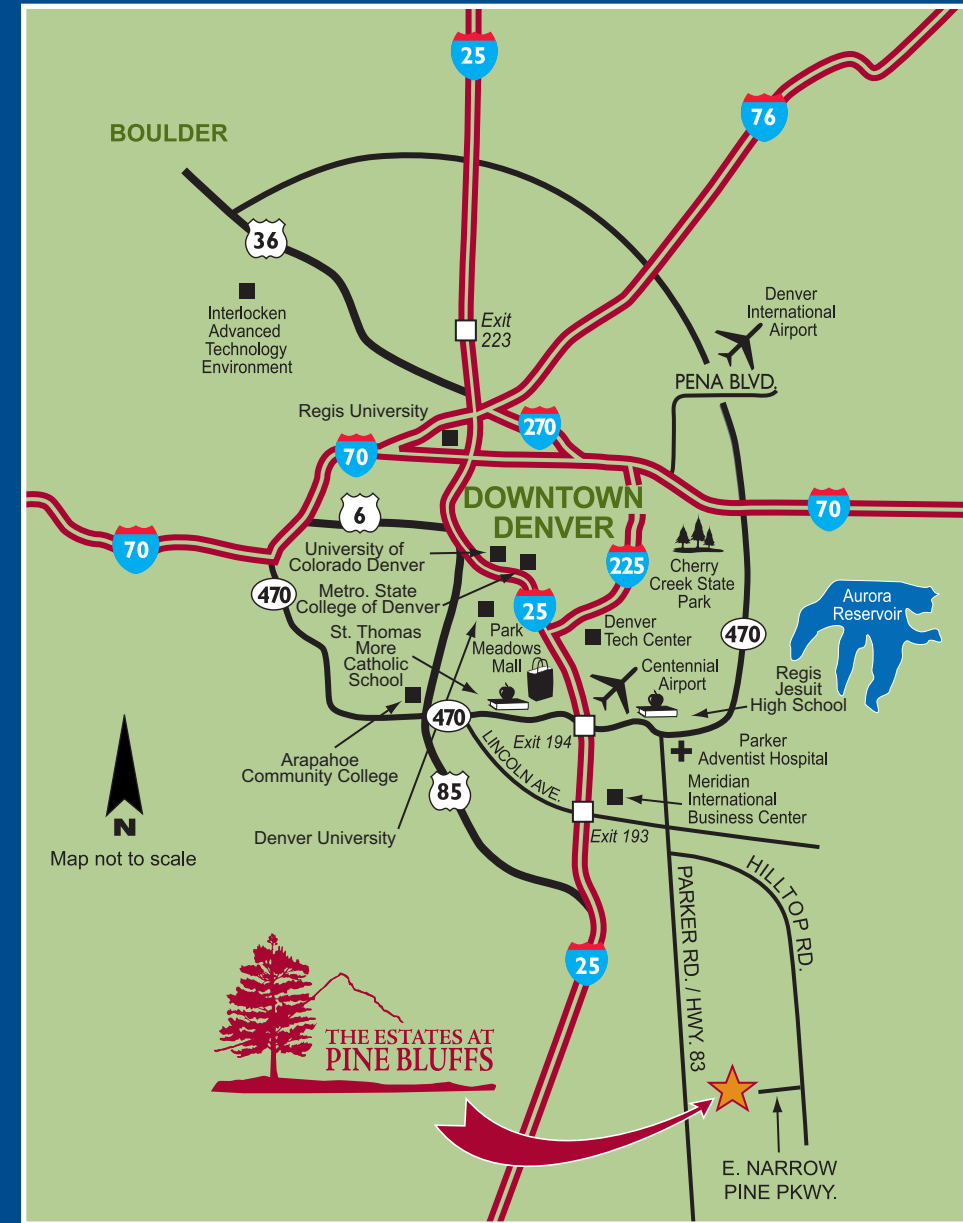 25
76
BOULDER
36
Interlocken
Advanced
Technology
Environment
Exit
223
Denver
International
Airport
PENA BLVD.
Regis University
270
70
DOWNTOWN
DENVER
6
70
70
University of
Colorado Denver
225
Cherry
Creek State
Park
470
Metro. State
College of Denver
25
Aurora
Reservoir
St. Thomas
More
Catholic
School
Park
Meadows
Mall
Denver
Tech Center
470
Centennial
Airport
Regis
Jesuit
High School
470
Exit 194
LINCOLN AVE.
Parker
Adventist Hospital
Arapahoe
Community College
85
Meridian
International
Business Center
N
Map not to scale
Denver University
Exit 193
HILLTOP RD.
PARKER RD. / HWY. 83
25
THE ESTATES AT
PINE BLUFFS
E. NARROW
PINE PKWY.